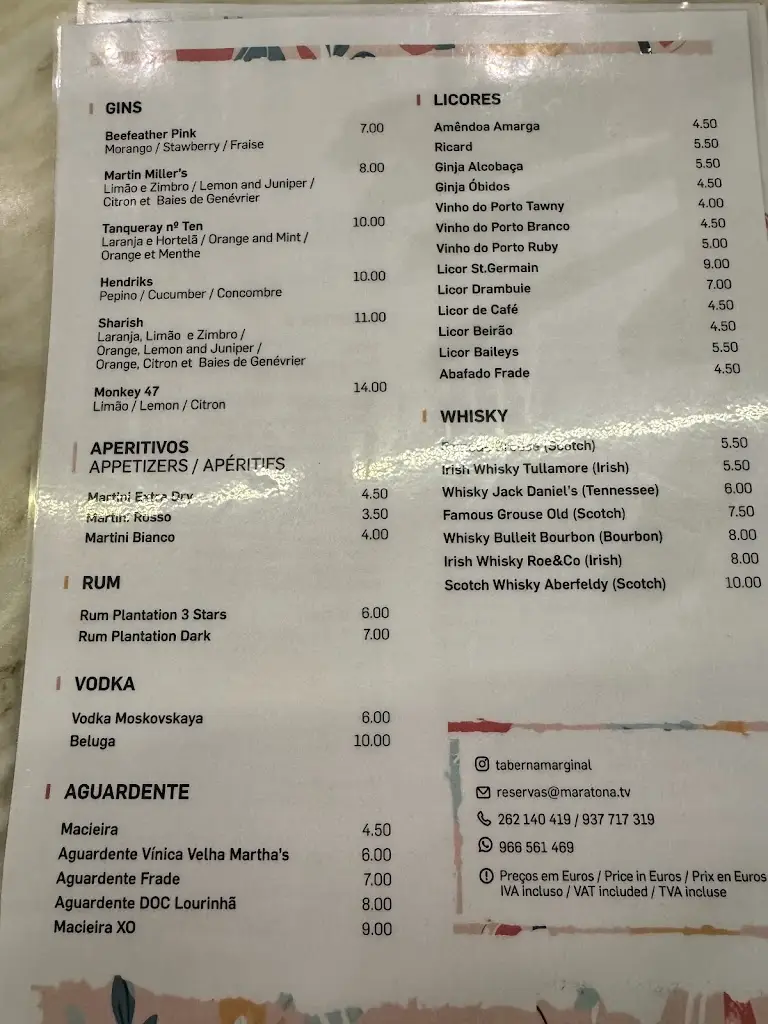 GINS
Beefeather Pink 7.00
Morango / Stawberry / Fraise
Martin Miller's 8.00
Limão e Zimbro / Lemon and Juniper /
Citron et Baies de Genévrier
Tanqueray nº Ten 10.00
Laranja e Hortelã / Orange and Mint /
Orange et Menthe
Hendriks 10.00
Pepino / Cucumber / Concombre
Sharish 11.00
Laranja, Limão e Zimbro /
Orange, Lemon and Juniper /
Orange, Citron et Baies de Genévrier
Monkey 47 14.00
Limão / Lemon / Citron
APERITIVOS
APPETIZERS / APÉRITIFS
Martini Extra Dry 4.50
Martini Rosso 3.50
Martini Bianco 4.00
RUM
Rum Plantation 3 Stars 6.00
Rum Plantation Dark 7.00
VODKA
Vodka Moskovskaya 6.00
Beluga 10.00
AGUARDENTE
Macieira 4.50
Aguardente Vínica Velha Martha's 6.00
Aguardente Frade 7.00
Aguardente DOC Lourinhã 8.00
Macieira XO 9.00
LICORES
Amêndoa Amarga 4.50
Ricard 5.50
Ginja Alcobaça 5.50
Ginja Óbidos 4.50
Vinho do Porto Tawny 4.00
Vinho do Porto Branco 4.50
Vinho do Porto Ruby 5.00
Licor St.Germain 9.00
Licor Drambuie 7.00
Licor de Café 4.50
Licor Beirão 4.50
Licor Baileys 5.50
Abafado Frade 4.50
WHISKY
Famous Grouse (Scotch) 5.50
Irish Whisky Tullamore (Irish) 5.50
Whisky Jack Daniel's (Tennessee) 6.00
Famous Grouse Old (Scotch) 7.50
Whisky Bulleit Bourbon (Bourbon) 8.00
Irish Whisky Roe&Co (Irish) 8.00
Scotch Whisky Aberfeldy (Scotch) 10.00
tabernamarginal
reservas@maratona.tv
262 140 419 / 937 717 319
966 561 469
Preços em Euros / Price in Euros / Prix en Euros
IVA incluso / VAT included / TVA incluse